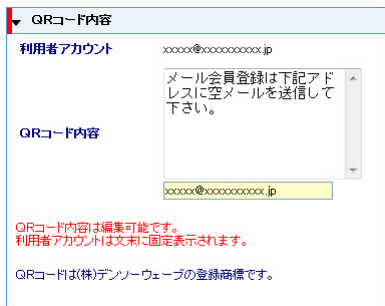 QRコード内容
利用者アカウント
xxxxx@xxxxxxxxxx.jp
QRコード内容
メール会員登録は下記アド
レスに空メールを送信して
下さい。
xxxxx@xxxxxxxxxx.jp
QRコード内容は編集可能です。
利用者アカウントは文末に固定表示されます。
QRコードは(株)デンソーウェーブの登録商標です。